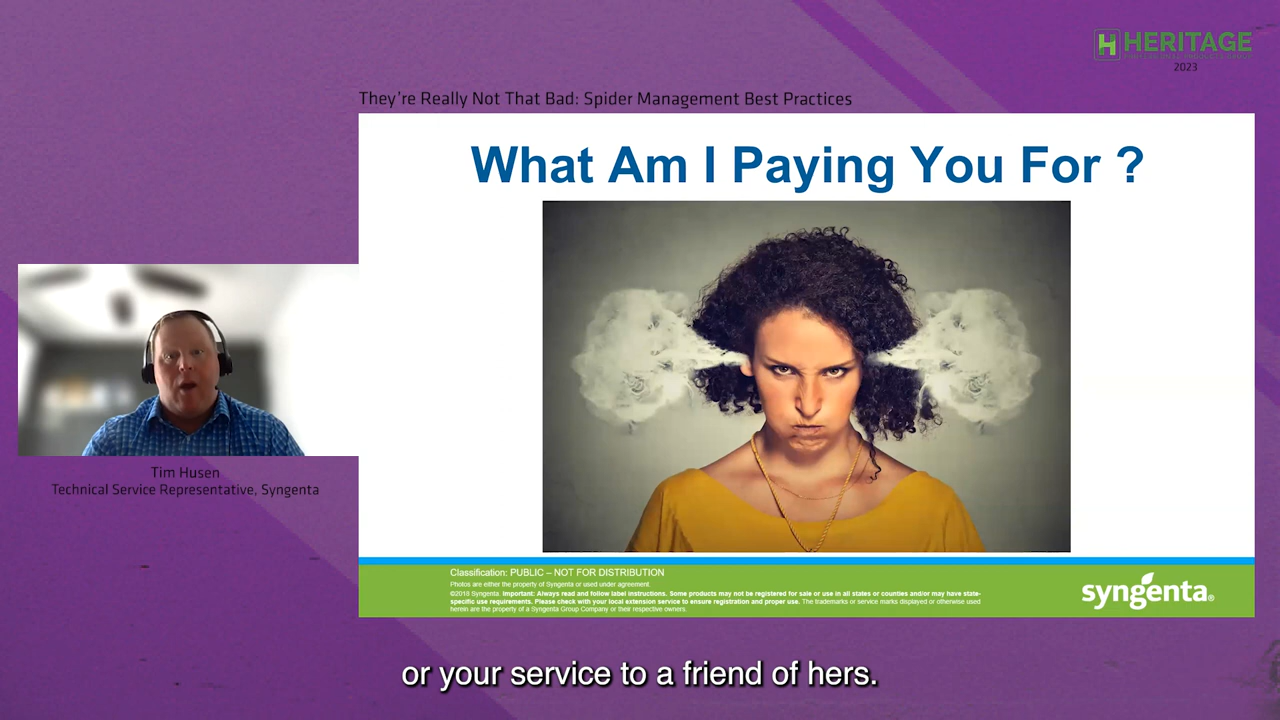 HERITAGE
2023
They're Really Not That Bad: Spider Management Best Practices
What Am I Paying You For ?
Tim Husen
Technical Service Representative, Syngenta
Classification: PUBLIC – NOT FOR DISTRIBUTION
Photos are either the property of Syngenta or used under agreement.
©2018 Syngenta. Important: Always read and follow label instructions. Some products may not be registered for sale or use in all states or counties and/or may have state-
specific use requirements. Please check with your local extension service to ensure registration and proper use. The trademarks or service marks displayed or otherwise used
herein are the property of a Syngenta Group Company or their respective owners.
syngenta®
or your service to a friend of hers.